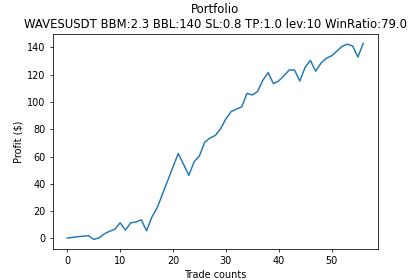 Portfolio
WAVESUSDT BBM:2.3 BBL:140 SL:0.8 TP:1.0 lev:10 WinRatio:79.0
140
120
100
80
60
40
20
0
Profit ($)
0 10 20 30 40 50
Trade counts